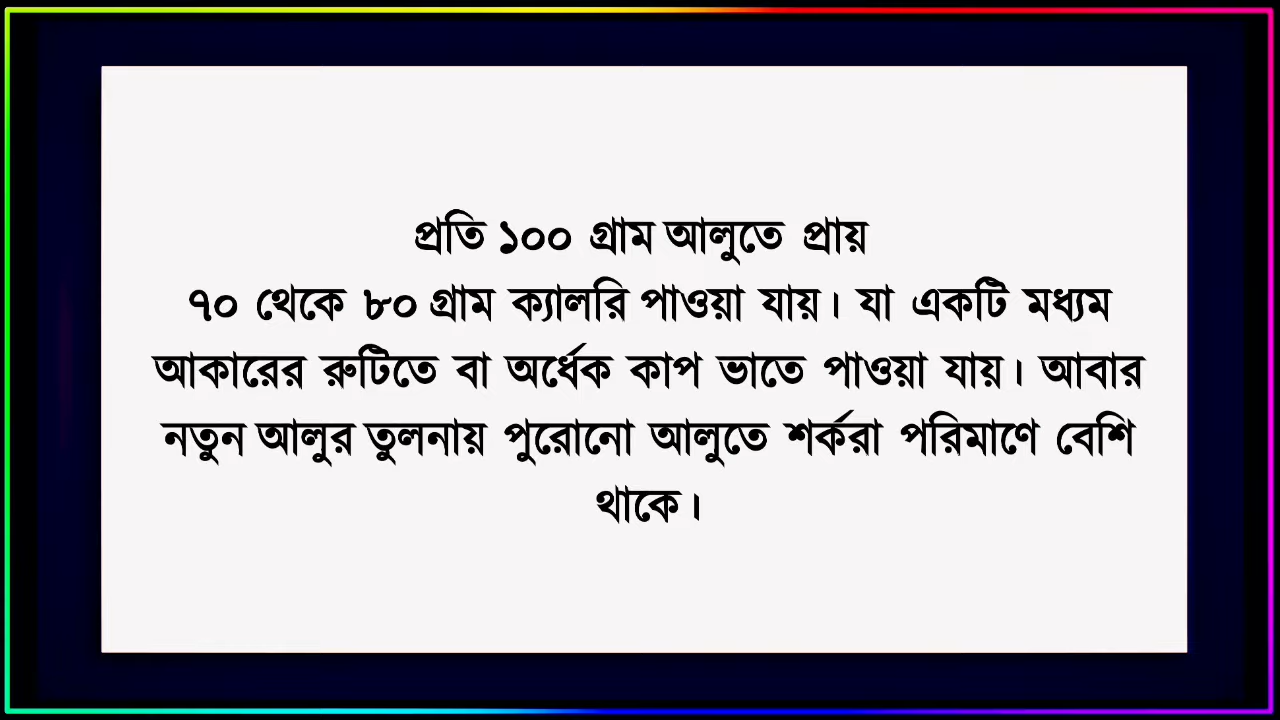 প্রতি ১০০ গ্রাম আলুতে প্রায়
৭০ থেকে ৮০ গ্রাম ক্যালরি পাওয়া যায়। যা একটি মধ্যম
আকারের রুটিতে বা অর্ধেক কাপ ভাতে পাওয়া যায়। আবার
নতুন আলুর তুলনায় পুরোনো আলুতে শর্করা পরিমাণে বেশি
থাকে।